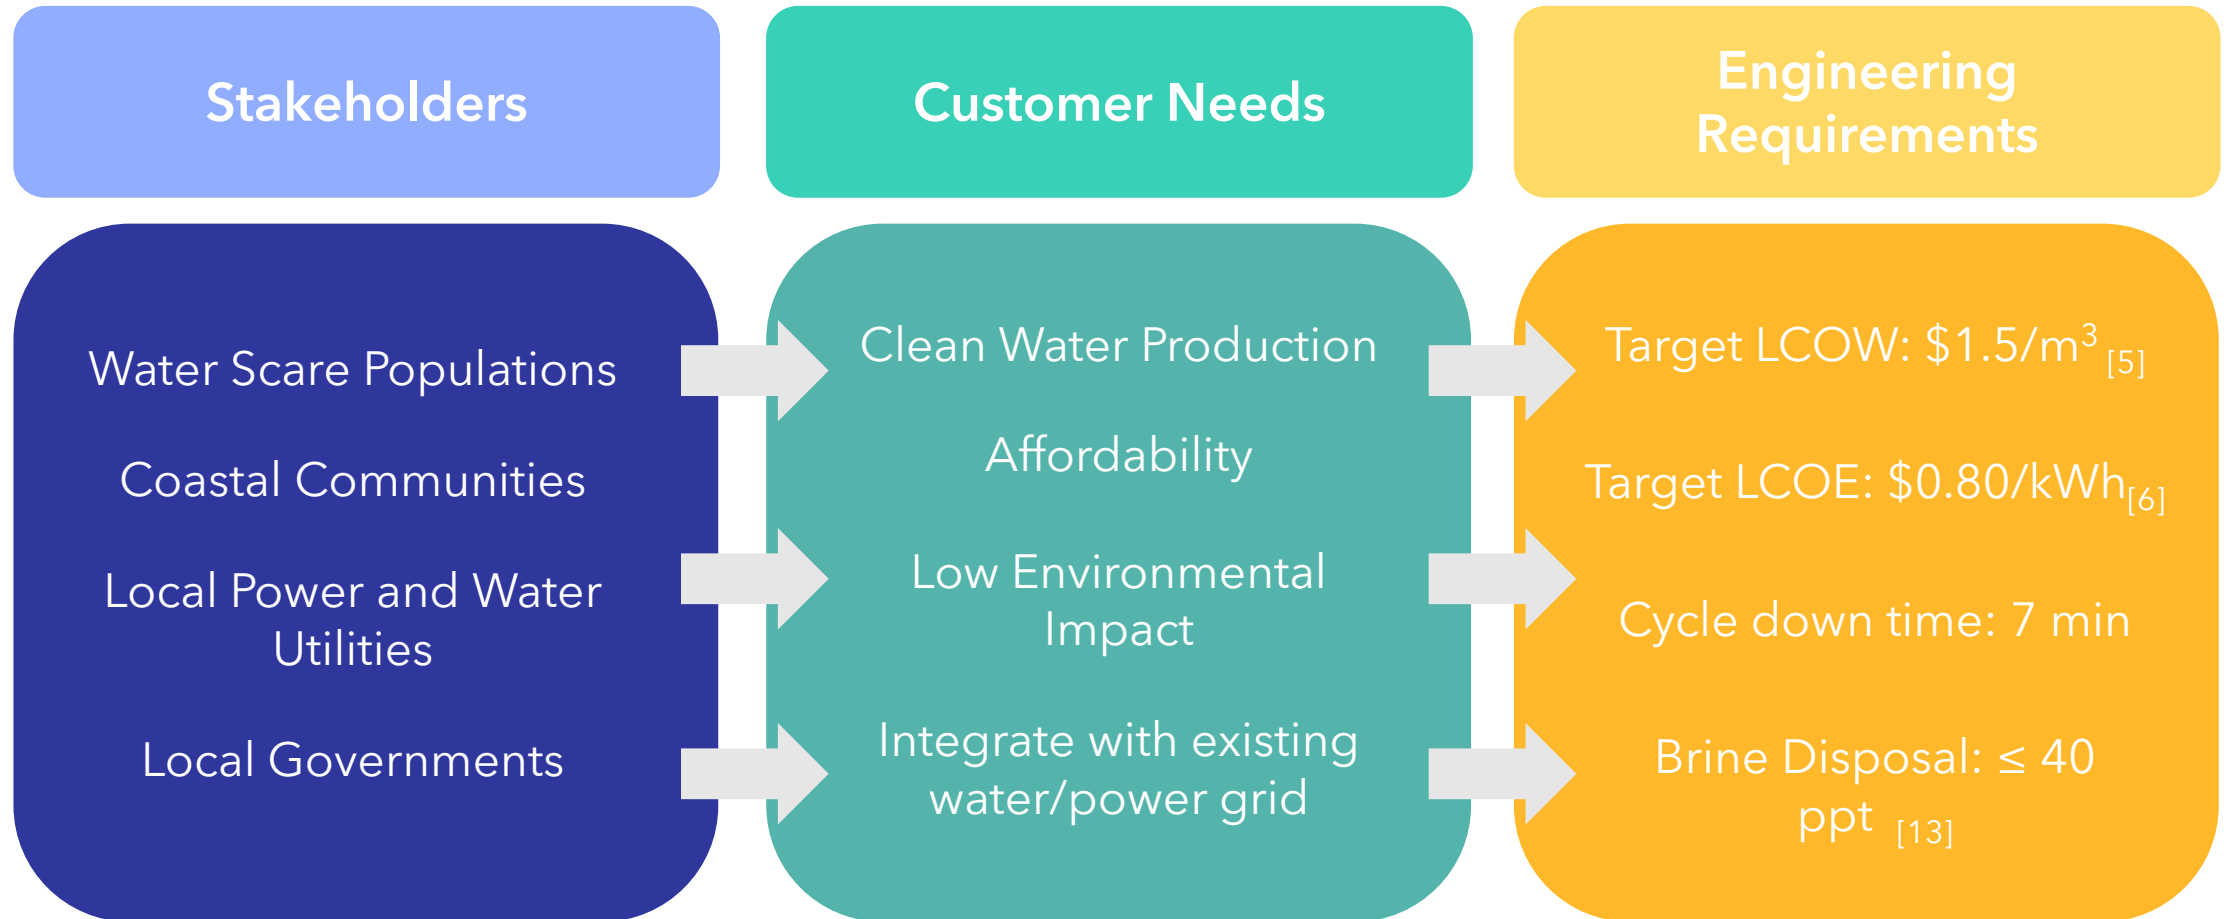 Stakeholders
Customer Needs
Engineering
Requirements
Water Scare Populations
Coastal Communities
Local Power and Water
Utilities
Local Governments
Clean Water Production
Affordability
Low Environmental
Impact
Integrate with existing
water/power grid
Target LCOW: $1.5/m³ [5]
Target LCOE: $0.80/kWh[6]
Cycle down time: 7 min
Brine Disposal: ≤ 40
ppt [13]